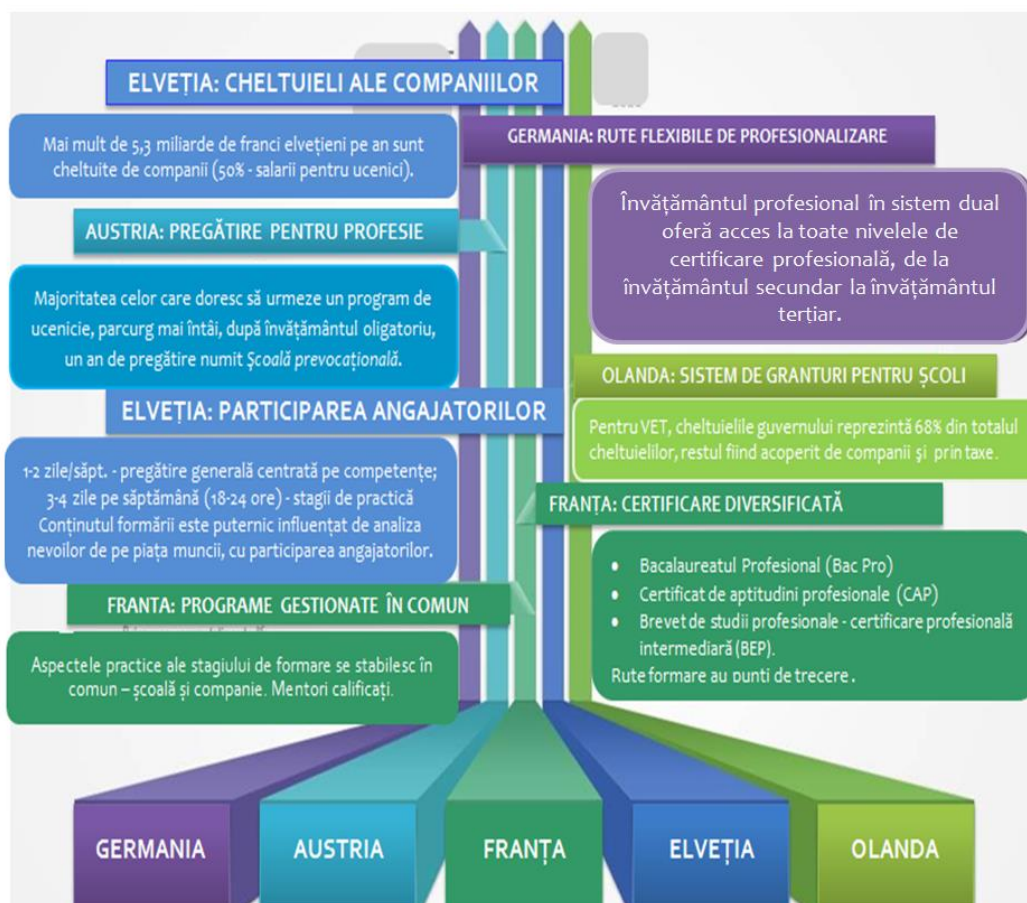 ELVEȚIA: CHELTUIELI ALE COMPANIILOR
Mai mult de 5,3 miliarde de franci elvețieni pe an sunt
cheltuite de companii (50% - salarii pentru ucenici).
GERMANIA: RUTE FLEXIBILE DE PROFESIONALIZARE
Învățământul profesional în sistem dual
oferă acces la toate nivelele de
certificare profesională, de la
învățământul secundar la învățământul
terțiar.
AUSTRIA: PREGĂTIRE PENTRU PROFESIE
Majoritatea celor care doresc să urmeze un program de
ucenicie, parcurg mai întâi, după învățământul oligatoriu,
un an de pregătire numit Școală prevocațională.
OLANDA: SISTEM DE GRANTURI PENTRU ȘCOLI
Pentru VET, cheltuielile guvernului reprezintă 68% din totalul
cheltuielilor, restul fiind acoperit de companii și prin taxe.
ELVEȚIA: PARTICIPAREA ANGAJATORILOR
1-2 zile/săpt. - pregătire generală centrată pe competențe;
3-4 zile pe săptămână (18-24 ore) - stagii de practică
Conținutul formării este puternic influențat de analiza
nevoilor de pe piața muncii, cu participarea angajatorilor.
FRANȚA: CERTIFICARE DIVERSIFICATĂ
• Bacalaureatul Profesional (Bac Pro)
• Certificat de aptitudini profesionale (CAP)
• Brevet de studii profesionale - certificare profesională
intermediară (BEP).
Rute formare au punti de trecere.
FRANTA: PROGRAME GESTIONATE ÎN COMUN
Aspectele practice ale stagiului de formare se stabilesc în
comun – școală și companie. Mentori calificați.
GERMANIA
AUSTRIA
FRANȚA
ELVEȚIA
OLANDA